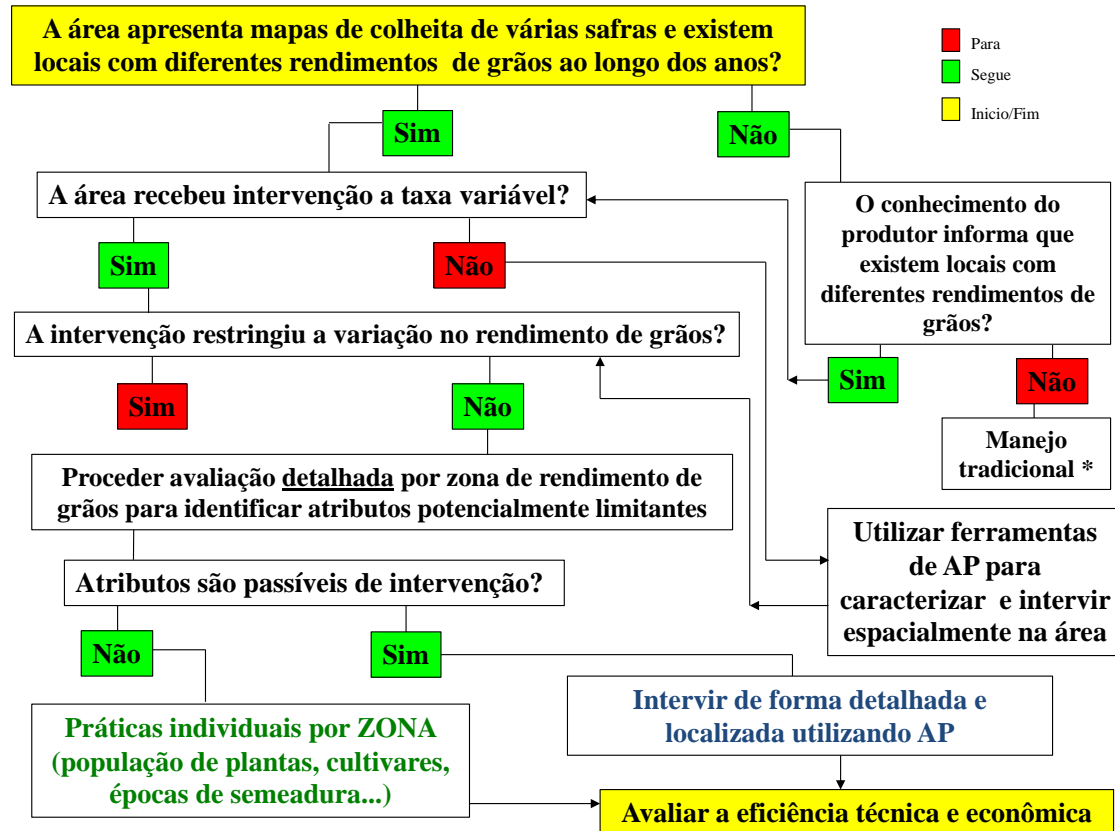 A área apresenta mapas de colheita de várias safras e existem
locais com diferentes rendimentos de grãos ao longo dos anos?
Para
Segue
Inicio/Fim
Sim
Não
A área recebeu intervenção a taxa variável?
O conhecimento do
produtor informa que
existem locais com
diferentes rendimentos de
grãos?
Sim
Não
A intervenção restringiu a variação no rendimento de grãos?
Sim
Não
Sim
Não
Manejo
tradicional *
Proceder avaliação detalhada por zona de rendimento de
grãos para identificar atributos potencialmente limitantes
Utilizar ferramentas
de AP para
caracterizar e intervir
espacialmente na área
Atributos são passíveis de intervenção?
Não
Sim
Práticas individuais por ZONA
(população de plantas, cultivares,
épocas de semeadura...)
Intervir de forma detalhada e
localizada utilizando AP
Avaliar a eficiência técnica e econômica